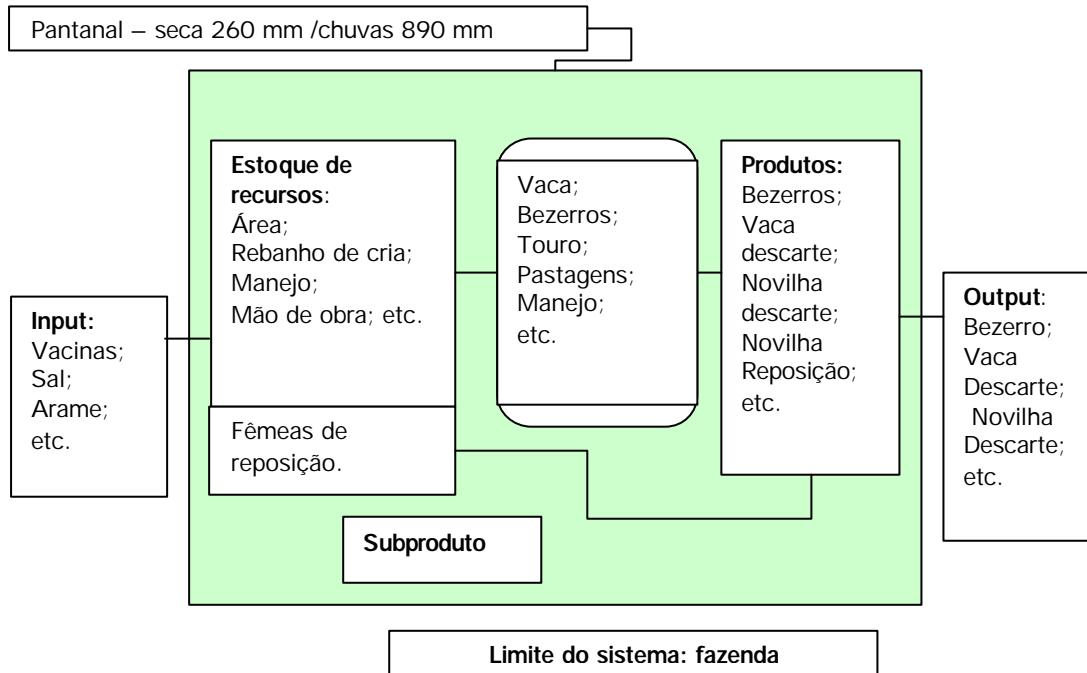 Pantanal – seca 260 mm /chuvas 890 mm
Input:
Vacinas;
Sal;
Arame;
etc.
Estoque de
recursos:
Área;
Rebanho de cria;
Manejo;
Mão de obra; etc.
Fêmeas de
reposição.
Vaca;
Bezerros;
Touro;
Pastagens;
Manejo;
etc.
Produtos:
Bezerros;
Vaca
descarte;
Novilha
descarte;
Novilha
Reposição;
etc.
Output:
Bezerro;
Vaca
Descarte;
Novilha
Descarte;
etc.
Subproduto
Limite do sistema: fazenda